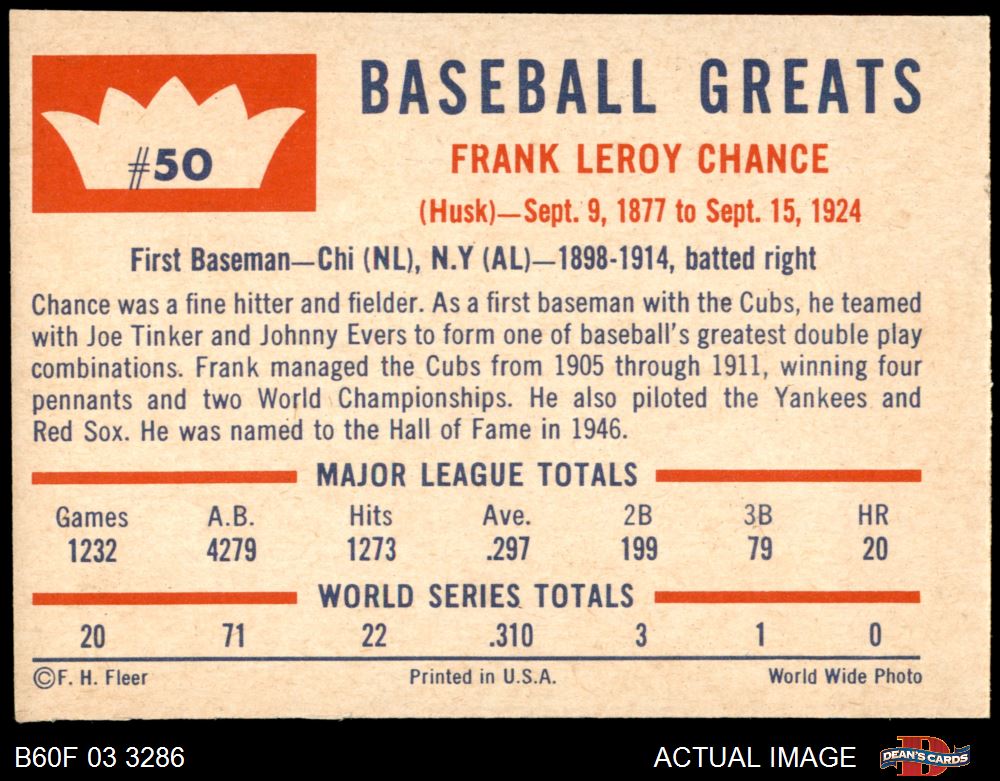 #50
BASEBALL GREATS
FRANK LEROY CHANCE
(Husk)—Sept. 9, 1877 to Sept. 15, 1924
First Baseman—Chi (NL), N.Y (AL)—1898-1914, batted right
Chance was a fine hitter and fielder. As a first baseman with the Cubs, he teamed
with Joe Tinker and Johnny Evers to form one of baseball's greatest double play
combinations. Frank managed the Cubs from 1905 through 1911, winning four
pennants and two World Championships. He also piloted the Yankees and
Red Sox. He was named to the Hall of Fame in 1946.
MAJOR LEAGUE TOTALS
Games A.B. Hits Ave. 2B 3B HR
1232 4279 1273 .297 199 79 20
WORLD SERIES TOTALS
20 71 22 .310 3 1 0
©F. H. Fleer Printed in U.S.A. World Wide Photo
B60F 03 3286 ACTUAL IMAGE DEAN'S CARDS